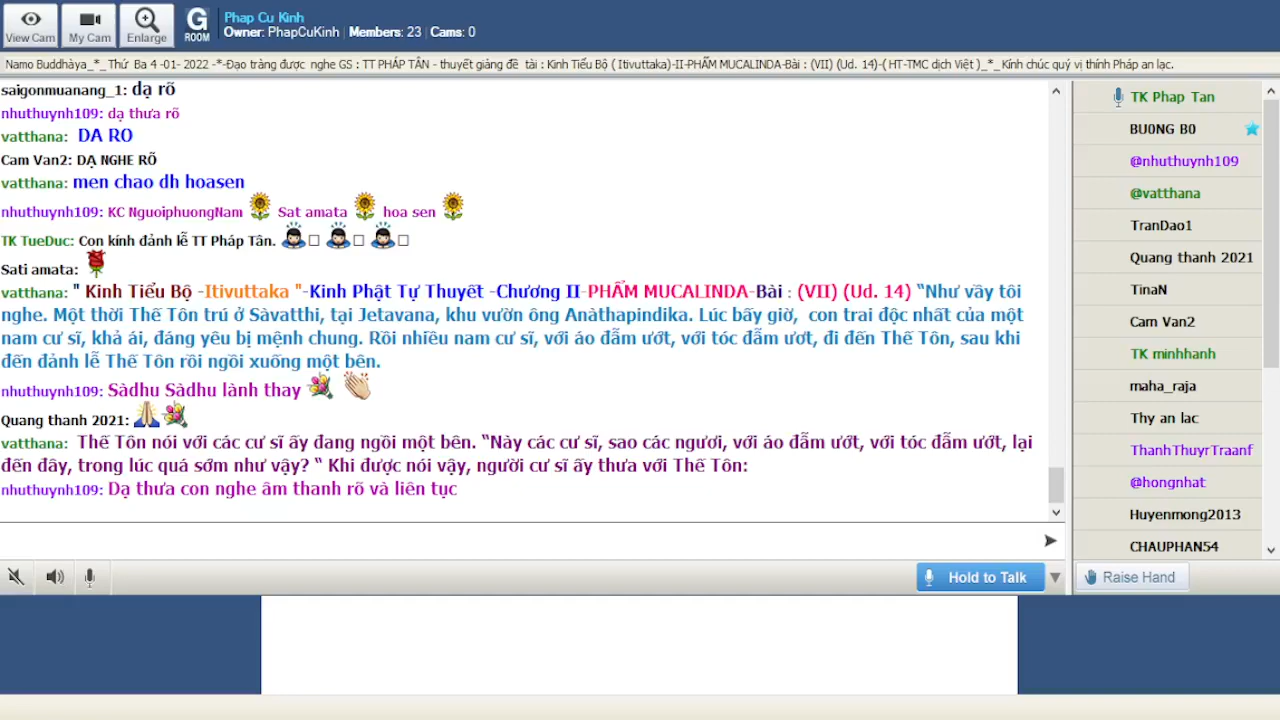 View Cam
My Cam
Enlarge
G
ROOM
Phap Cu Kinh
Owner: PhapCuKinh | Members: 23 | Cams: 0
Namo Buddhàya_*_Thứ Ba 4 -01- 2022 -*-Đạo tràng được nghe GS : TT PHÁP TÂN - thuyết giảng đề tài : Kinh Tiểu Bộ ( Itivuttaka)-II-PHẨM MUCALINDA-Bài : (VII) (Ud. 14)-( HT-TMC dịch Việt )_*_Kính chúc quý vị thính Pháp an lạc.
saigonmuanang_1: dạ rõ
nhuthuynh109: dạ thưa rõ
vatthana: DA RO
Cam Van2: DẠ NGHE RÕ
vatthana: men chao dh hoasen
nhuthuynh109: KC NguoiphuongNam Sat amata hoa sen
TK TueDuc: Con kính đảnh lễ TT Pháp Tân.
Sati amata:
vatthana: " Kinh Tiểu Bộ -Itivuttaka "-Kinh Phật Tự Thuyết -Chương II-PHẨM MUCALINDA-Bài : (VII) (Ud. 14) “Như vầy tôi
nghe. Một thời Thế Tôn trú ở Sàvatthi, tại Jetavana, khu vườn ông Anàthapindika. Lúc bấy giờ, con trai độc nhất của một
nam cư sĩ, khả ái, đáng yêu bị mệnh chung. Rồi nhiều nam cư sĩ, với áo đẫm ướt, với tóc đẫm ướt, đi đến Thế Tôn, sau khi
đến đảnh lễ Thế Tôn rồi ngồi xuống một bên.
nhuthuynh109: Sàdhu Sàdhu lành thay
Quang thanh 2021:
vatthana: Thế Tôn nói với các cư sĩ ấy đang ngồi một bên. “Này các cư sĩ, sao các ngươi, với áo đẫm ướt, với tóc đẫm ướt, lại
đến đây, trong lúc quá sớm như vậy? “ Khi được nói vậy, người cư sĩ ấy thưa với Thế Tôn:
nhuthuynh109: Dạ thưa con nghe âm thanh rõ và liên tục
Hold to Talk
TK Phap Tan
BU0NG B0
@nhuthuynh109
@vatthana
TranDao1
Quang thanh 2021
TinaN
Cam Van2
TK minhhanh
maha_raja
Thy an lac
ThanhThuyrTraanf
@hongnhat
Huyenmong2013
CHAUPHAN54
Raise Hand